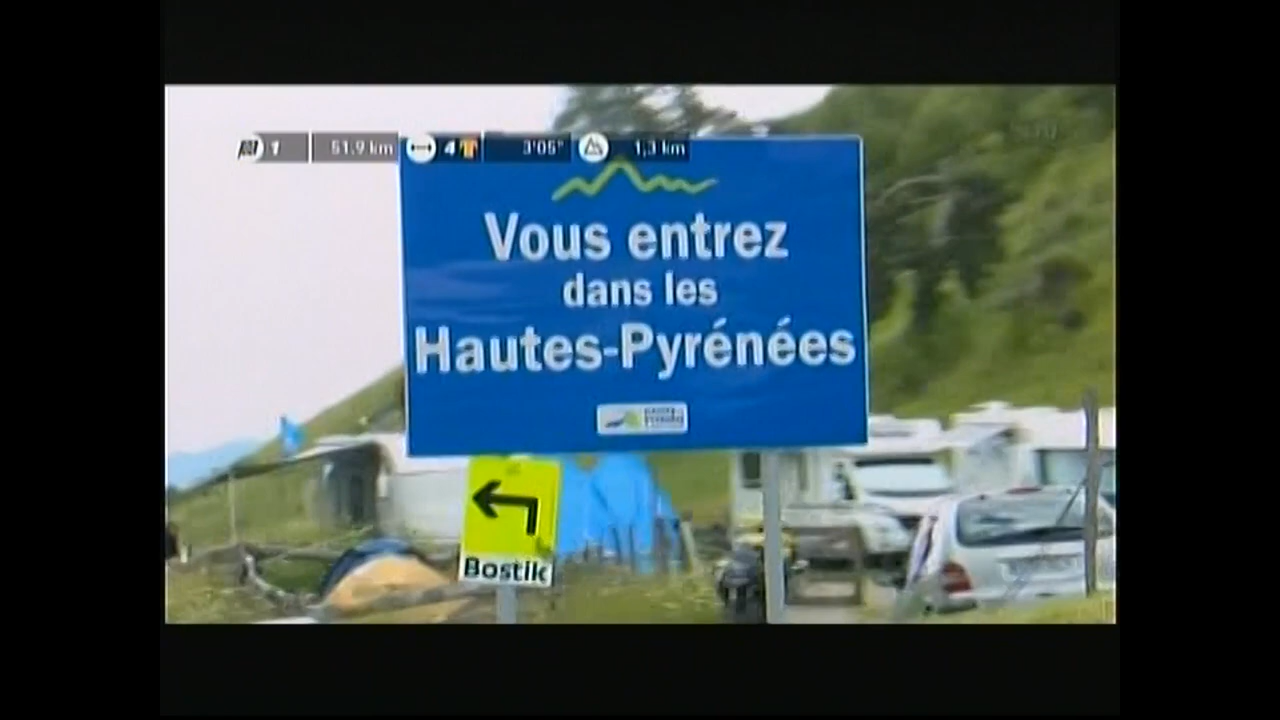 1 51.9 km 4 3'05" 1,3 km
Vous entrez
dans les
Hautes-Pyrénées
Bostik